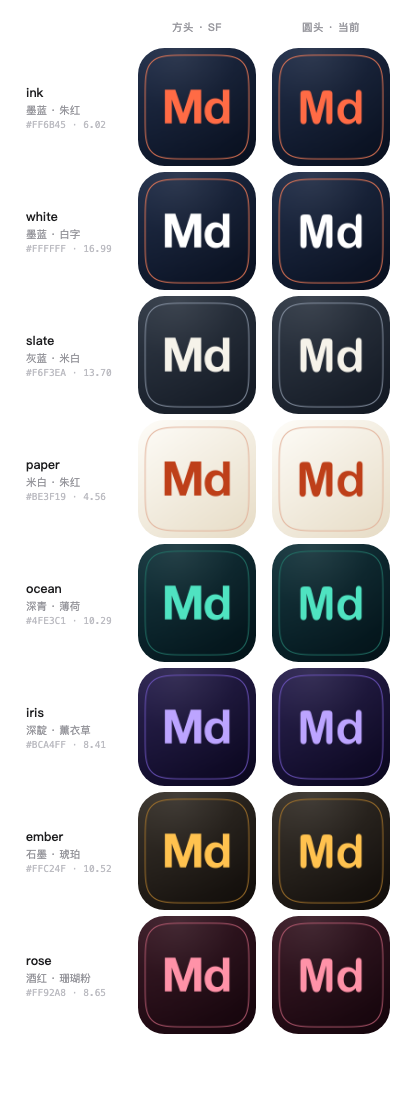 方头 · SF
圆头 · 当前
ink
墨蓝 · 朱红
#FF6B45 · 6.02
Md
Md
white
墨蓝 · 白字
#FFFFFF · 16.99
Md
Md
slate
灰蓝 · 米白
#F6F3EA · 13.70
Md
Md
paper
米白 · 朱红
#BE3F19 · 4.56
Md
Md
ocean
深青 · 薄荷
#4FE3C1 · 10.29
Md
Md
iris
深靛 · 薰衣草
#BCA4FF · 8.41
Md
Md
ember
石墨 · 琥珀
#FFC24F · 10.52
Md
Md
rose
酒红 · 珊瑚粉
#FF92A8 · 8.65
Md
Md